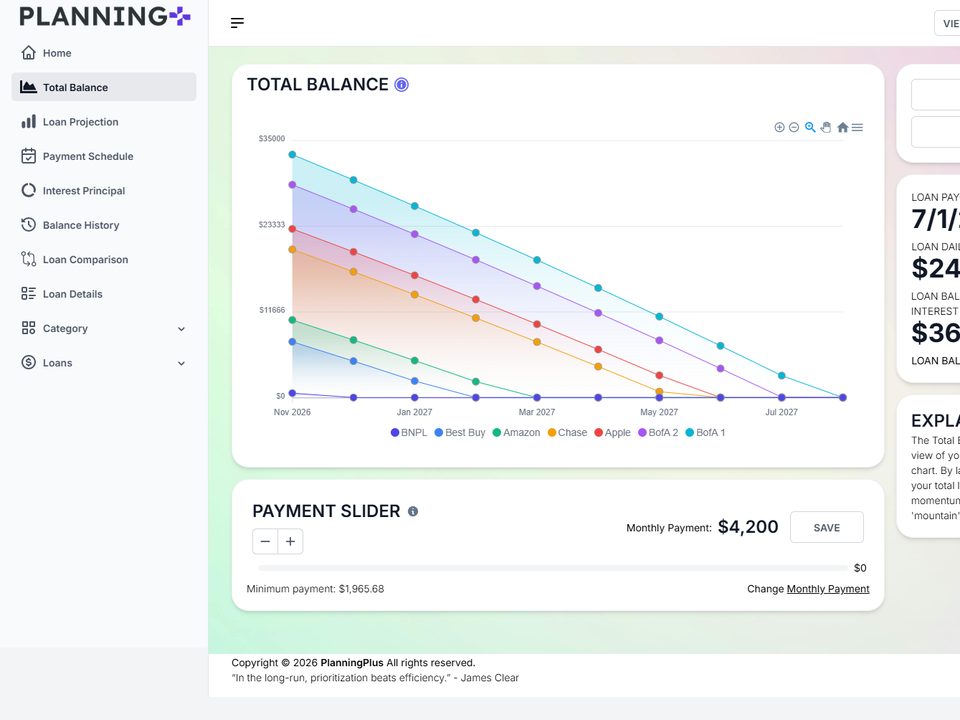 PLANNING
Home
Total Balance
Loan Projection
Payment Schedule
Interest Principal
Balance History
Loan Comparison
Loan Details
Category
Loans
VIE
TOTAL BALANCE
$35000
$23333
$11666
$0
Nov 2026 Jan 2027 Mar 2027 May 2027 Jul 2027
BNPL Best Buy Amazon Chase Apple BofA 2 BofA 1
PAYMENT SLIDER
− +
Monthly Payment: $4,200 SAVE
$0
Minimum payment: $1,965.68
Change Monthly Payment
LOAN PAY
7/1/
LOAN DAIL
$24
LOAN BAL
INTEREST
$36
LOAN BAL
EXPLA
The Total B
view of yo
chart. By la
your total l
momentum
'mountain'
Copyright © 2026 PlanningPlus All rights reserved.
“In the long-run, prioritization beats efficiency.” - James Clear